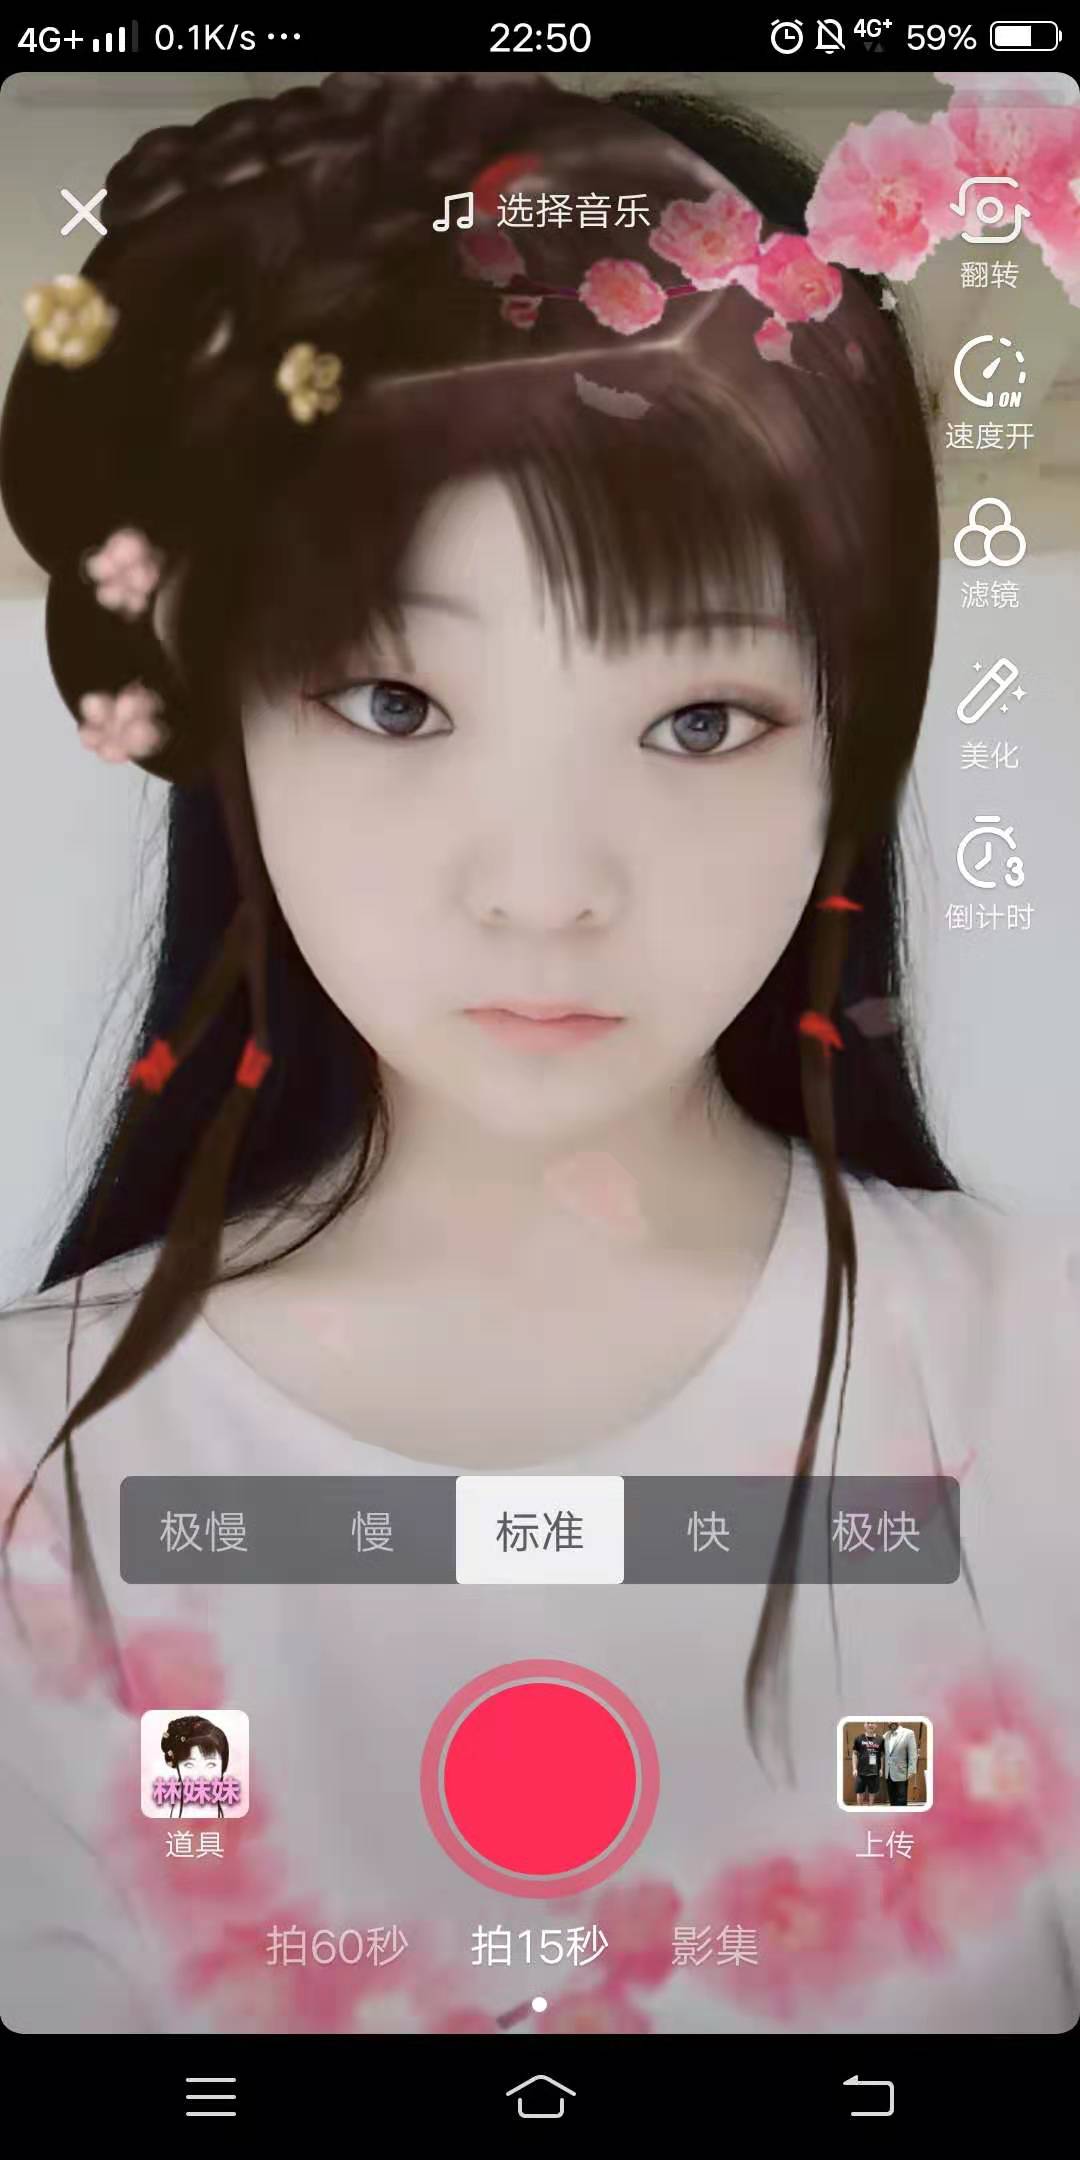 4G+ 0.1K/s ... 22:50 4G+ 59%
选择音乐
翻转
ON
速度开
滤镜
美化
3
倒计时
极慢 慢 标准 快 极快
林妹妹
道具 上传
拍60秒 拍15秒 影集